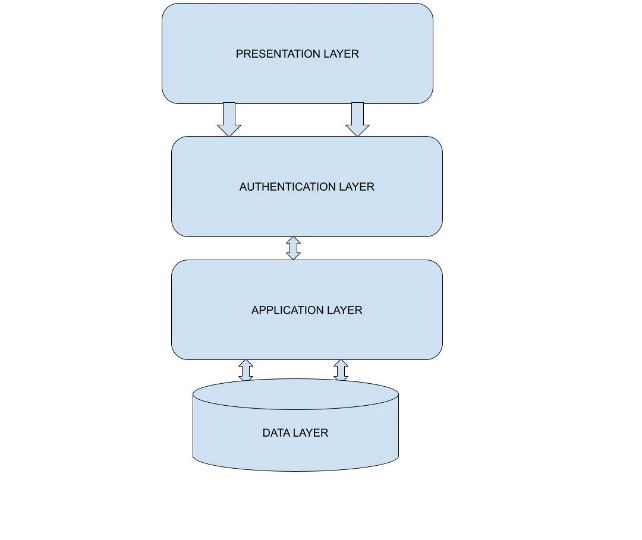 PRESENTATION LAYER
AUTHENTICATION LAYER
APPLICATION LAYER
DATA LAYER